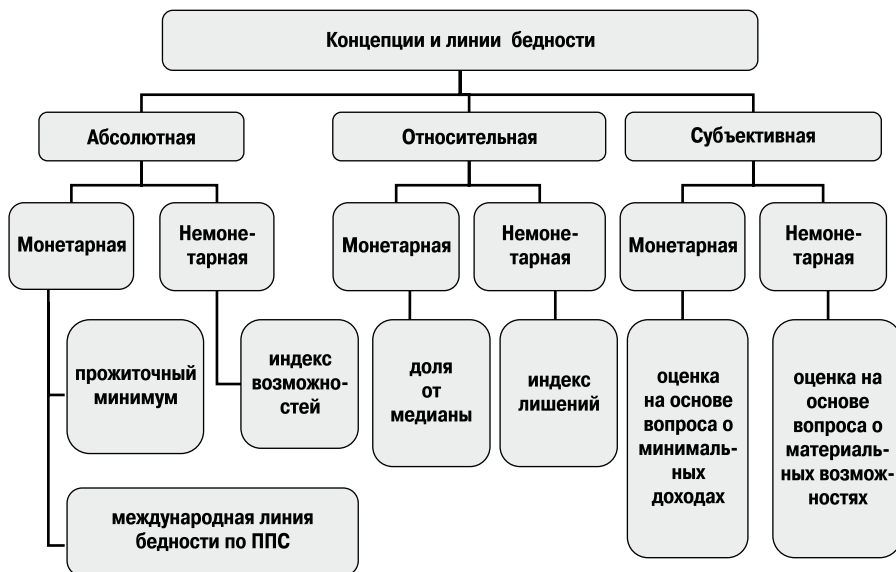 Концепции и линии бедности
Абсолютная
Относительная
Субъективная
Монетарная
Немоне-
тарная
Монетарная
Немоне-
тарная
Монетарная
Немоне-
тарная
прожиточный
минимум
индекс
возможно-
стей
доля
от
медианы
индекс
лишений
оценка
на основе
вопроса о
минималь-
ных
доходах
оценка на
основе
вопроса о
материаль-
ных возмож-
ностях
международная линия
бедности по ППС